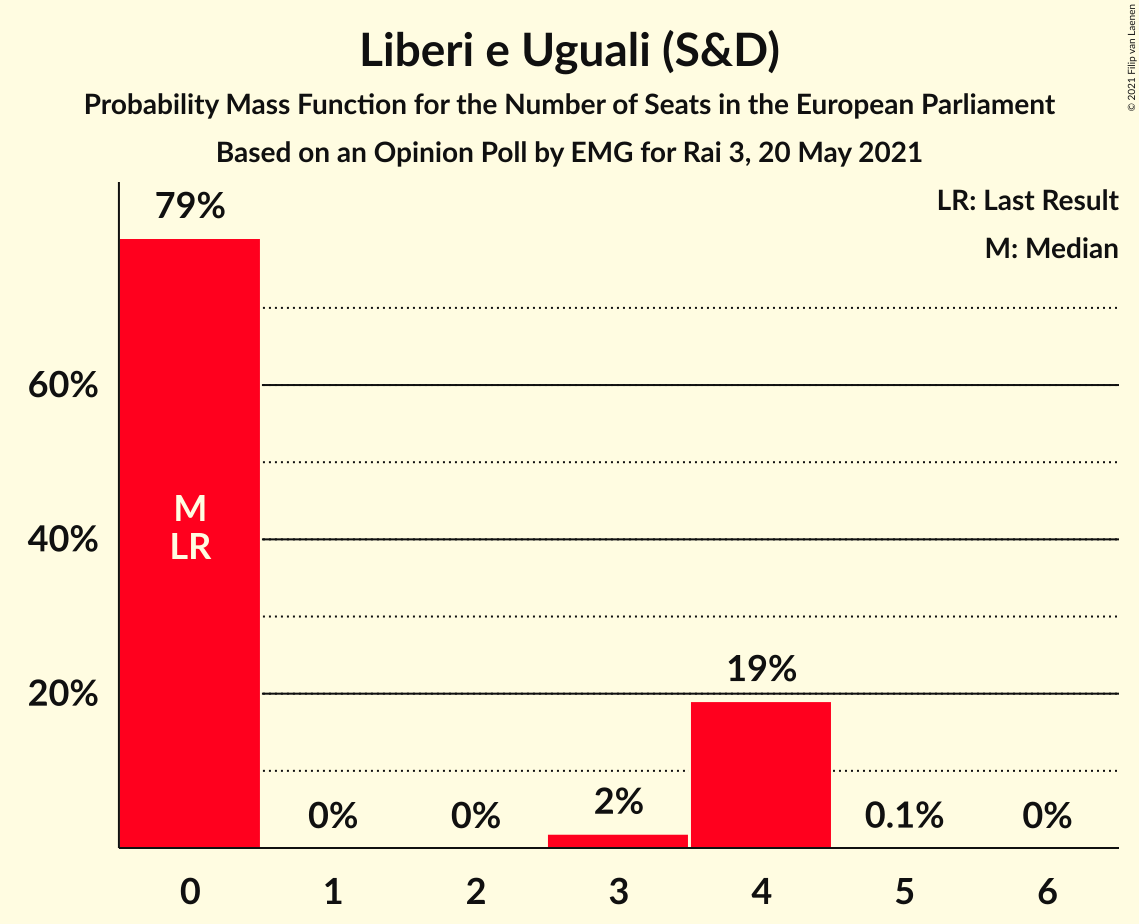 Liberi e Uguali (S&D)
Probability Mass Function for the Number of Seats in the European Parliament
Based on an Opinion Poll by EMG for Rai 3, 20 May 2021
© 2021 Filip van Laenen
LR: Last Result
M: Median
79%
60%
40%
20%
M
LR
0%
0%
2%
19%
0.1%
0%
0
1
2
3
4
5
6